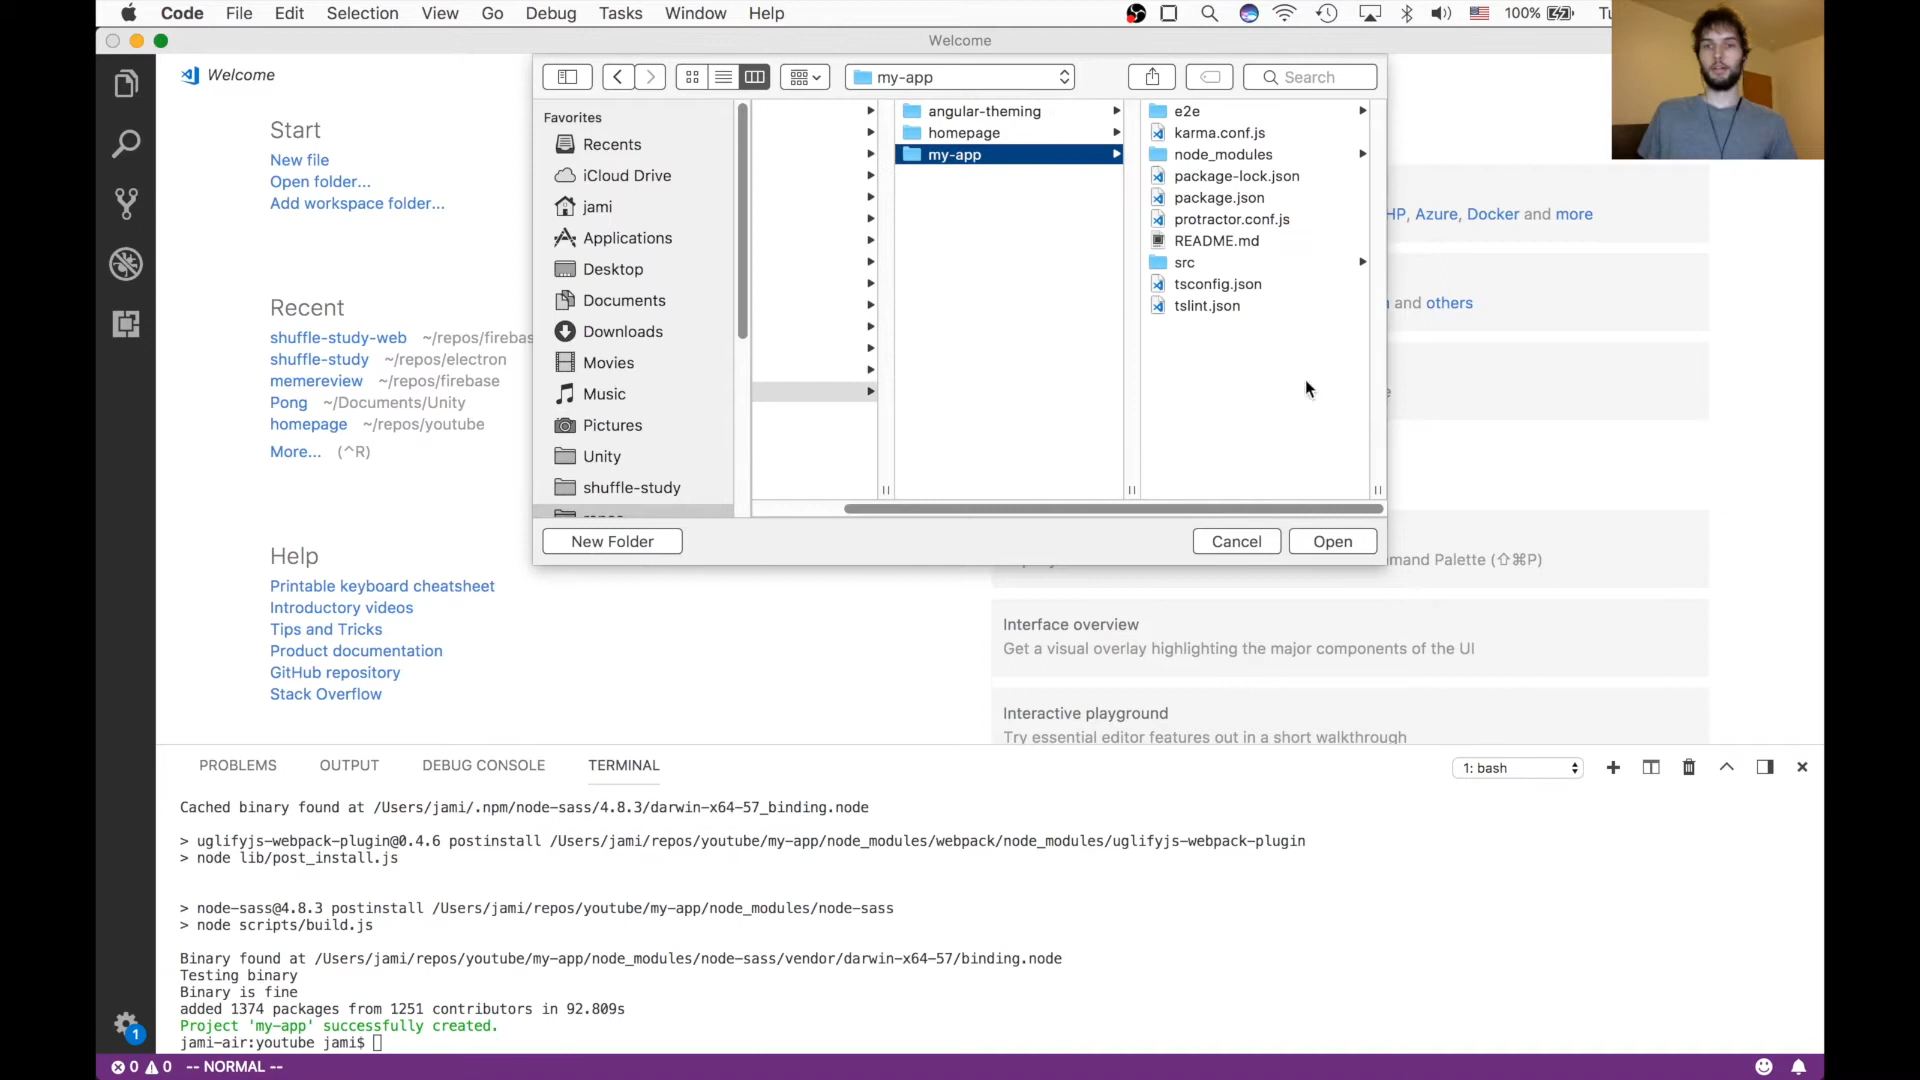 Code File Edit Selection View Go Debug Tasks Window Help 100%
Welcome
Welcome
my-app
Search
Favorites
Recents
iCloud Drive
jami
Applications
Desktop
Documents
Downloads
Movies
Music
Pictures
Unity
shuffle-study
angular-theming
homepage
my-app
e2e
karma.conf.js
node_modules
package-lock.json
package.json
protractor.conf.js
README.md
src
tsconfig.json
tslint.json
New Folder Cancel Open
Start
New file
Open folder...
Add workspace folder...
Recent
shuffle-study-web ~/repos/firebas
shuffle-study ~/repos/electron
memereview ~/repos/firebase
Pong ~/Documents/Unity
homepage ~/repos/youtube
More... (^R)
Help
Printable keyboard cheatsheet
Introductory videos
Tips and Tricks
Product documentation
GitHub repository
Stack Overflow
HP, Azure, Docker and more
and others
mand Palette (⇧⌘P)
Interface overview
Get a visual overlay highlighting the major components of the UI
Interactive playground
Try essential editor features out in a short walkthrough
PROBLEMS OUTPUT DEBUG CONSOLE TERMINAL 1: bash
Cached binary found at /Users/jami/.npm/node-sass/4.8.3/darwin-x64-57_binding.node
> uglifyjs-webpack-plugin@0.4.6 postinstall /Users/jami/repos/youtube/my-app/node_modules/webpack/node_modules/uglifyjs-webpack-plugin
> node lib/post_install.js
> node-sass@4.8.3 postinstall /Users/jami/repos/youtube/my-app/node_modules/node-sass
> node scripts/build.js
Binary found at /Users/jami/repos/youtube/my-app/node_modules/node-sass/vendor/darwin-x64-57/binding.node
Testing binary
Binary is fine
added 1374 packages from 1251 contributors in 92.809s
Project 'my-app' successfully created.
jami-air:youtube jami$
1
0 0 -- NORMAL --